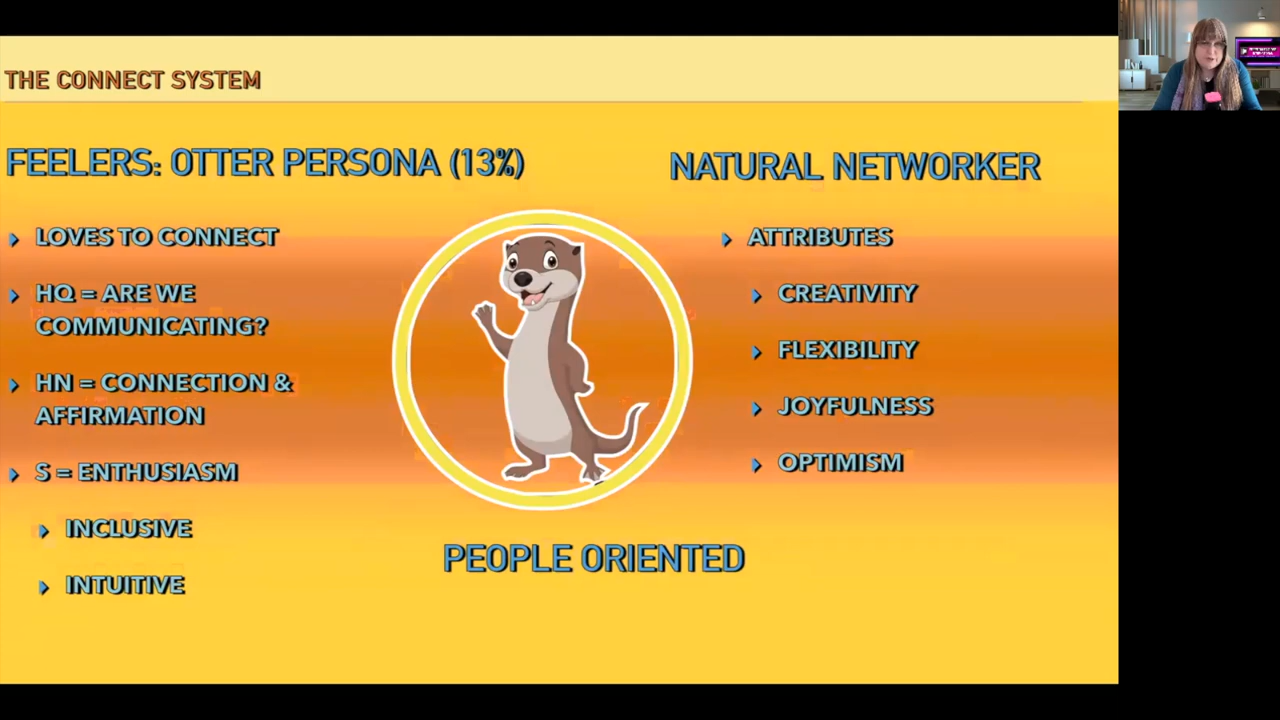 THE CONNECT SYSTEM
FEELERS: OTTER PERSONA (13%)
LOVES TO CONNECT
HQ = ARE WE
COMMUNICATING?
HN = CONNECTION &
AFFIRMATION
S = ENTHUSIASM
INCLUSIVE
INTUITIVE
PEOPLE ORIENTED
NATURAL NETWORKER
ATTRIBUTES
CREATIVITY
FLEXIBILITY
JOYFULNESS
OPTIMISM